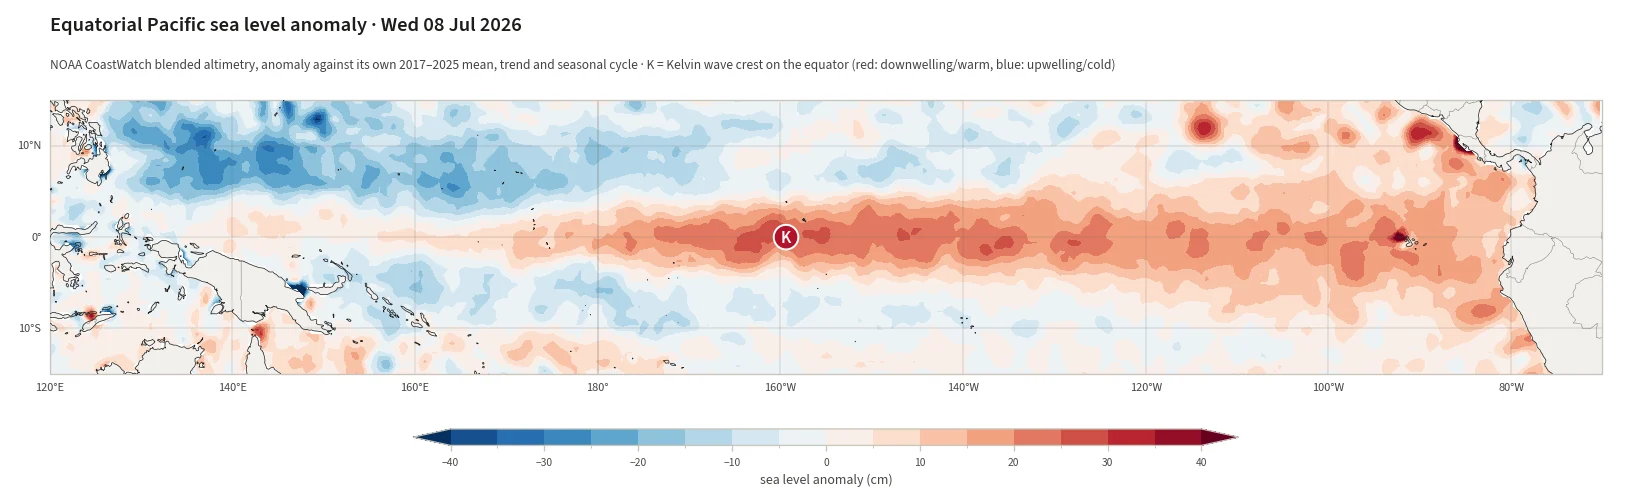 Equatorial Pacific sea level anomaly · Wed 08 Jul 2026
NOAA CoastWatch blended altimetry, anomaly against its own 2017–2025 mean, trend and seasonal cycle · K = Kelvin wave crest on the equator (red: downwelling/warm, blue: upwelling/cold)
10°N
0°
K
10°S
120°E 140°E 160°E 180° 160°W 140°W 120°W 100°W 80°W
−40 −30 −20 −10 0 10 20 30 40
sea level anomaly (cm)